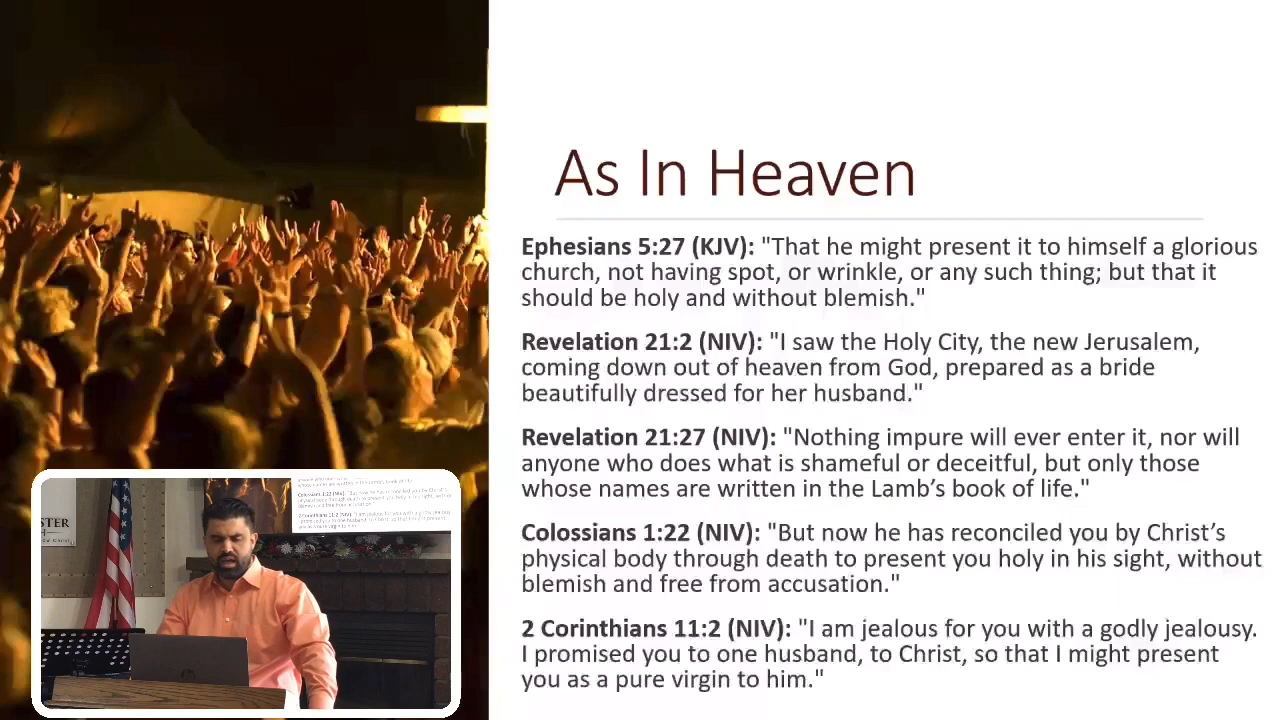 As In Heaven
Ephesians 5:27 (KJV): "That he might present it to himself a glorious
church, not having spot, or wrinkle, or any such thing; but that it
should be holy and without blemish."
Revelation 21:2 (NIV): "I saw the Holy City, the new Jerusalem,
coming down out of heaven from God, prepared as a bride
beautifully dressed for her husband."
Revelation 21:27 (NIV): "Nothing impure will ever enter it, nor will
anyone who does what is shameful or deceitful, but only those
whose names are written in the Lamb’s book of life."
Colossians 1:22 (NIV): "But now he has reconciled you by Christ’s
physical body through death to present you holy in his sight, without
blemish and free from accusation."
2 Corinthians 11:2 (NIV): "I am jealous for you with a godly jealousy.
I promised you to one husband, to Christ, so that I might present
you as a pure virgin to him."